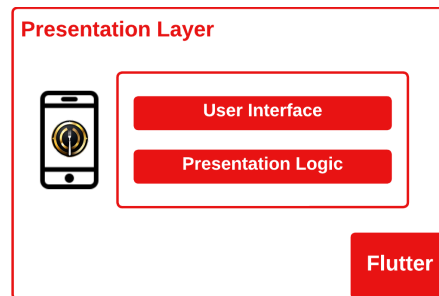 Presentation Layer
User Interface
Presentation Logic
Flutter